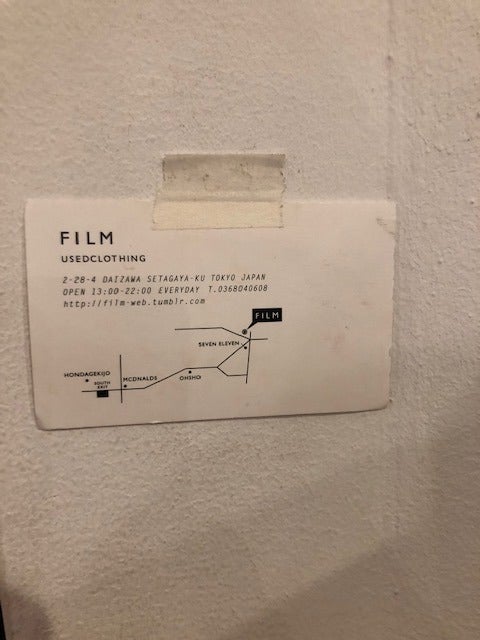 FILM
USEDCLOTHING
2-28-4 DAIZAWA SETAGAYA-KU TOKYO JAPAN
OPEN 13:00-22:00 EVERYDAY T.0368040608
http://film-web.tumblr.com
FILM
SEVEN ELEVEN
HONDAGEKIJO
SOUTH
EXIT
MCDNALDS
OHSHO